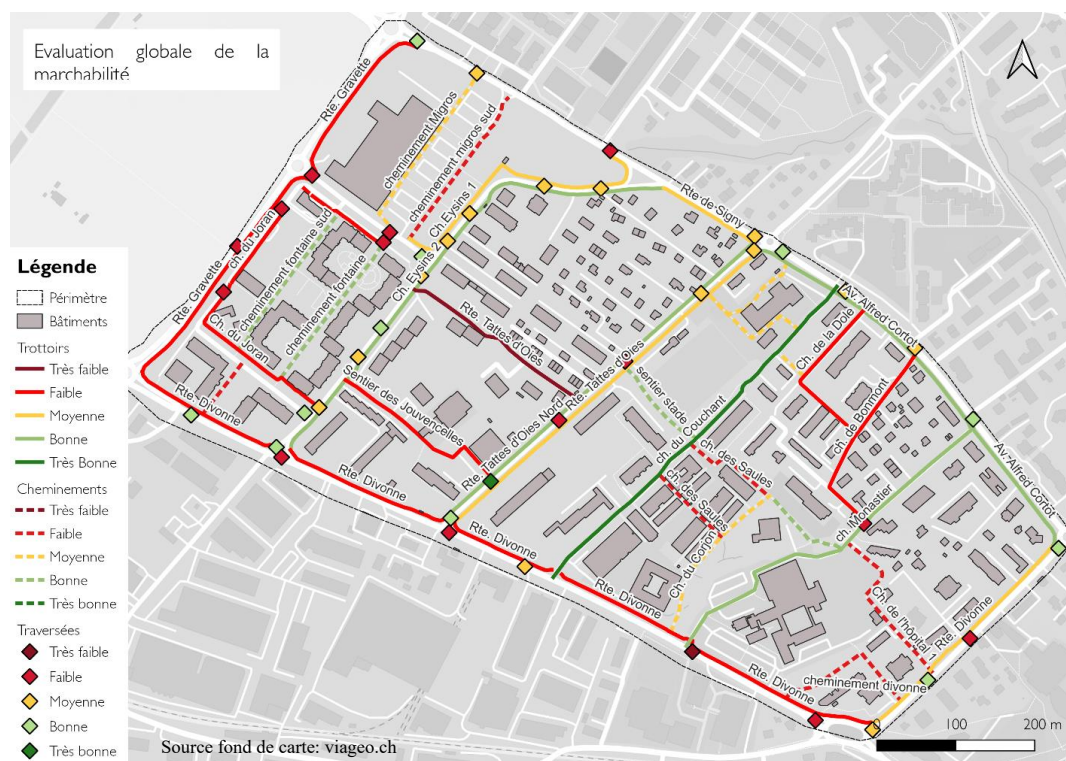 Evaluation globale de la
marchabilité
Rte. Gravette
cheminement Migros
cheminement migros sud
Ch. Eysins 1
Rte de Signy
ch. du Joran
cheminement fontaine sud
cheminement fontaine
Ch. Eysins 2
Rte. Gravette
Ch. du Joran
Rte. Tattes d'Oies
Av. Alfred Cortot
Ch. de la Dole
Rte. Tattes d'Oies
sentier stade
Sentier des Jouvencelles
Rte. Divonne
ch. du Couchant
ch. de Bonmont
Rte. Tattes d'Oies Nord
ch. des Saules
Av. Alfred Cortot
Rte. Divonne
ch. des Saules
ch. Monastier
Rte. Divonne
Ch. du Corjon
Rte. Divonne
Ch. de l'hôpital 1
Rte. Divonne
Rte. Divonne
cheminement divonne
Légende
Périmètre
Bâtiments
Trottoirs
Très faible
Faible
Moyenne
Bonne
Très Bonne
Cheminements
Très faible
Faible
Moyenne
Bonne
Très bonne
Traversées
Très faible
Faible
Moyenne
Bonne
Très bonne
0 100 200 m
Source fond de carte: viageo.ch